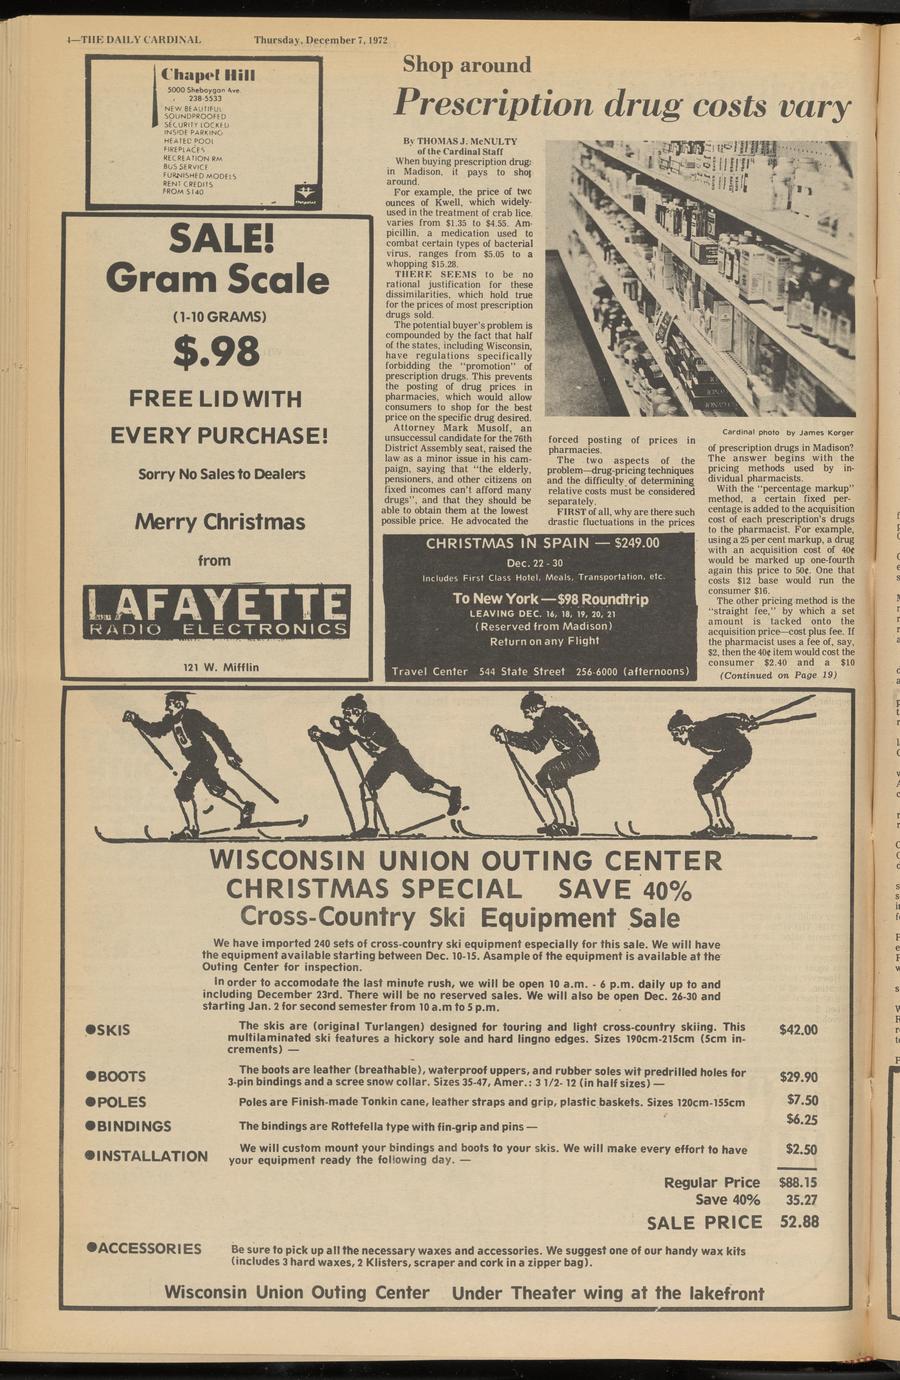 4—THE DAILY CARDINAL Thursday, December 7, 1972
Chapel Hill
5000 Sheboygan Ave.
238-5533
NEW BEAUTIFUL
SOUNDPROOFED
SECURITY LOCKED
INSIDE PARKING
HEATED POOL
FIREPLACES
RECREATION RM
BUS SERVICE
FURNISHED MODELS
RENT CREDITS
FROM $140
SALE!
Gram Scale
(1-10 GRAMS)
$.98
FREE LID WITH
EVERY PURCHASE!
Sorry No Sales to Dealers
Merry Christmas
from
LAFAYETTE
RADIO ELECTRONICS
121 W. Mifflin
Shop around
Prescription drug costs vary
By THOMAS J. McNULTY
of the Cardinal Staff
When buying prescription drugs
in Madison, it pays to shop
around.
For example, the price of two
ounces of Kwell, which widely-
used in the treatment of crab lice,
varies from $1.35 to $4.55. Am-
picillin, a medication used to
combat certain types of bacterial
virus, ranges from $5.05 to a
whopping $15.28.
THERE SEEMS to be no
rational justification for these
dissimilarities, which hold true
for the prices of most prescription
drugs sold.
The potential buyer's problem is
compounded by the fact that half
of the states, including Wisconsin,
have regulations specifically
forbidding the "promotion" of
prescription drugs. This prevents
the posting of drug prices in
pharmacies, which would allow
consumers to shop for the best
price on the specific drug desired.
Attorney Mark Musolf, an
unsuccessul candidate for the 76th
District Assembly seat, raised the
law as a minor issue in his cam-
paign, saying that "the elderly,
pensioners, and other citizens on
fixed incomes can't afford many
drugs", and that they should be
able to obtain them at the lowest
possible price. He advocated the
Cardinal photo by James Korger
forced posting of prices in
pharmacies.
The two aspects of the
problem—drug-pricing techniques
and the difficulty of determining
relative costs must be considered
separately.
FIRST of all, why are there such
drastic fluctuations in the prices
of prescription drugs in Madison?
The answer begins with the
pricing methods used by in-
dividual pharmacists.
With the "percentage markup"
method, a certain fixed per-
centage is added to the acquisition
cost of each prescription's drugs
to the pharmacist. For example,
using a 25 per cent markup, a drug
with an acquisition cost of 40¢
would be marked up one-fourth
again this price to 50¢. One that
costs $12 base would run the
consumer $16.
The other pricing method is the
"straight fee," by which a set
amount is tacked onto the
acquisition price—cost plus fee. If
the pharmacist uses a fee of, say,
$2, then the 40¢ item would cost the
consumer $2.40 and a $10
(Continued on Page 19)
CHRISTMAS IN SPAIN — $249.00
Dec. 22 - 30
Includes First Class Hotel, Meals, Transportation, etc.
To New York — $98 Roundtrip
LEAVING DEC. 16, 18, 19, 20, 21
(Reserved from Madison)
Return on any Flight
Travel Center 544 State Street 256-6000 (afternoons)
WISCONSIN UNION OUTING CENTER
CHRISTMAS SPECIAL SAVE 40%
Cross-Country Ski Equipment Sale
We have imported 240 sets of cross-country ski equipment especially for this sale. We will have
the equipment available starting between Dec. 10-15. Asample of the equipment is available at the
Outing Center for inspection.
In order to accomodate the last minute rush, we will be open 10 a.m. - 6 p.m. daily up to and
including December 23rd. There will be no reserved sales. We will also be open Dec. 26-30 and
starting Jan. 2 for second semester from 10 a.m to 5 p.m.
●SKIS The skis are (original Turlangen) designed for touring and light cross-country skiing. This $42.00
multilaminated ski features a hickory sole and hard lingno edges. Sizes 190cm-215cm (5cm in-
crements) —
●BOOTS The boots are leather (breathable), waterproof uppers, and rubber soles wit predrilled holes for $29.90
3-pin bindings and a scree snow collar. Sizes 35-47, Amer.: 3 1/2- 12 (in half sizes) —
●POLES Poles are Finish-made Tonkin cane, leather straps and grip, plastic baskets. Sizes 120cm-155cm $7.50
●BINDINGS The bindings are Rottefella type with fin-grip and pins — $6.25
●INSTALLATION We will custom mount your bindings and boots to your skis. We will make every effort to have $2.50
your equipment ready the following day. —
Regular Price $88.15
Save 40% 35.27
SALE PRICE 52.88
●ACCESSORIES Be sure to pick up all the necessary waxes and accessories. We suggest one of our handy wax kits
(includes 3 hard waxes, 2 Klisters, scraper and cork in a zipper bag).
Wisconsin Union Outing Center Under Theater wing at the lakefront